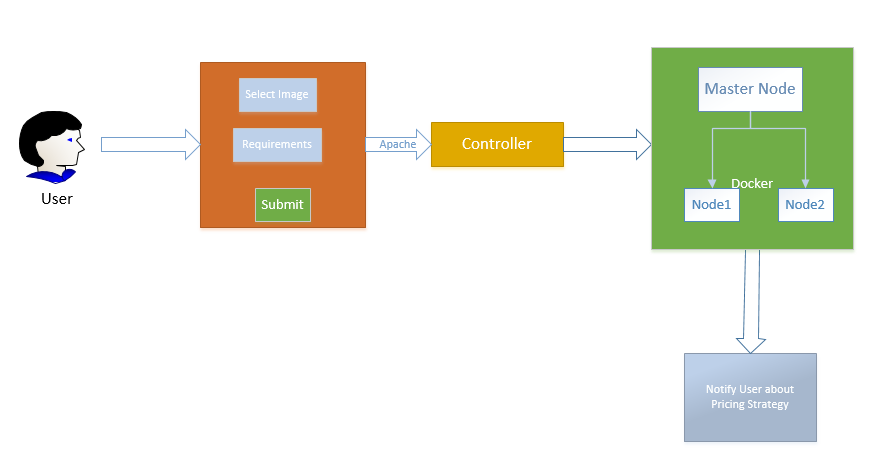 User
Select Image
Requirements
Submit
Apache
Controller
Master Node
Docker
Node1
Node2
Notify User about
Pricing Strategy